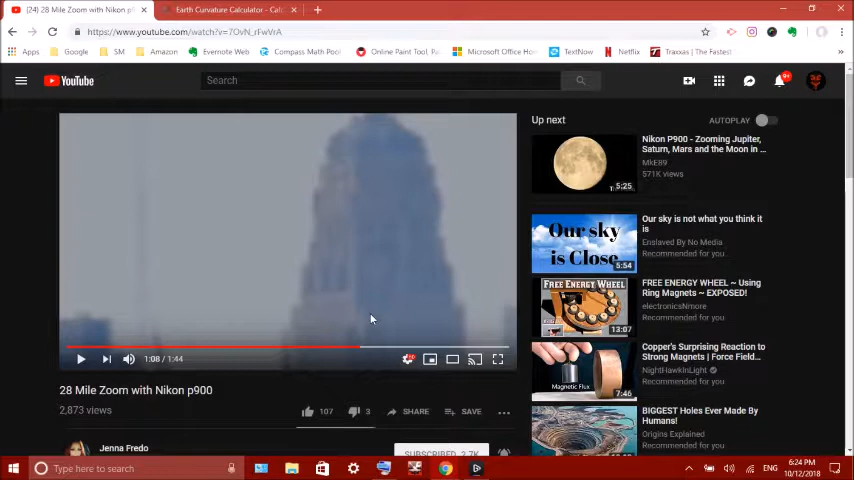 (24) 28 Mile Zoom with Nikon p9
Earth Curvature Calculator - Calc
https://www.youtube.com/watch?v=7OvN_rFwVrA
Apps Google SM Amazon Evernote Web Compass Math Online Paint Tool, Pa Microsoft Office Ho TextNow Netflix Traxxas | The Fastest
YouTube
Search
9+
Up next
AUTOPLAY
Nikon P900 - Zooming Jupiter,
Saturn, Mars and the Moon in ...
MkE89
571K views
5:25
Our sky
is Close
5:54
Our sky is not what you think it
is
Enslaved By No Media
Recommended for you
FREE ENERGY WHEEL
13:07
FREE ENERGY WHEEL ~ Using
Ring Magnets ~ EXPOSED!
electronicsNmore
Recommended for you
Magnetic Flux
7:46
Copper's Surprising Reaction to
Strong Magnets | Force Field...
NightHawkInLight
Recommended for you
BIGGEST Holes Ever Made By
Humans!
Origins Explained
Recommended for you
1:08 / 1:44
28 Mile Zoom with Nikon p900
2,873 views
107
3
SHARE
SAVE
Jenna Fredo
SUBSCRIBED 2.7K
Type here to search
ENG
6:24 PM
10/12/2018